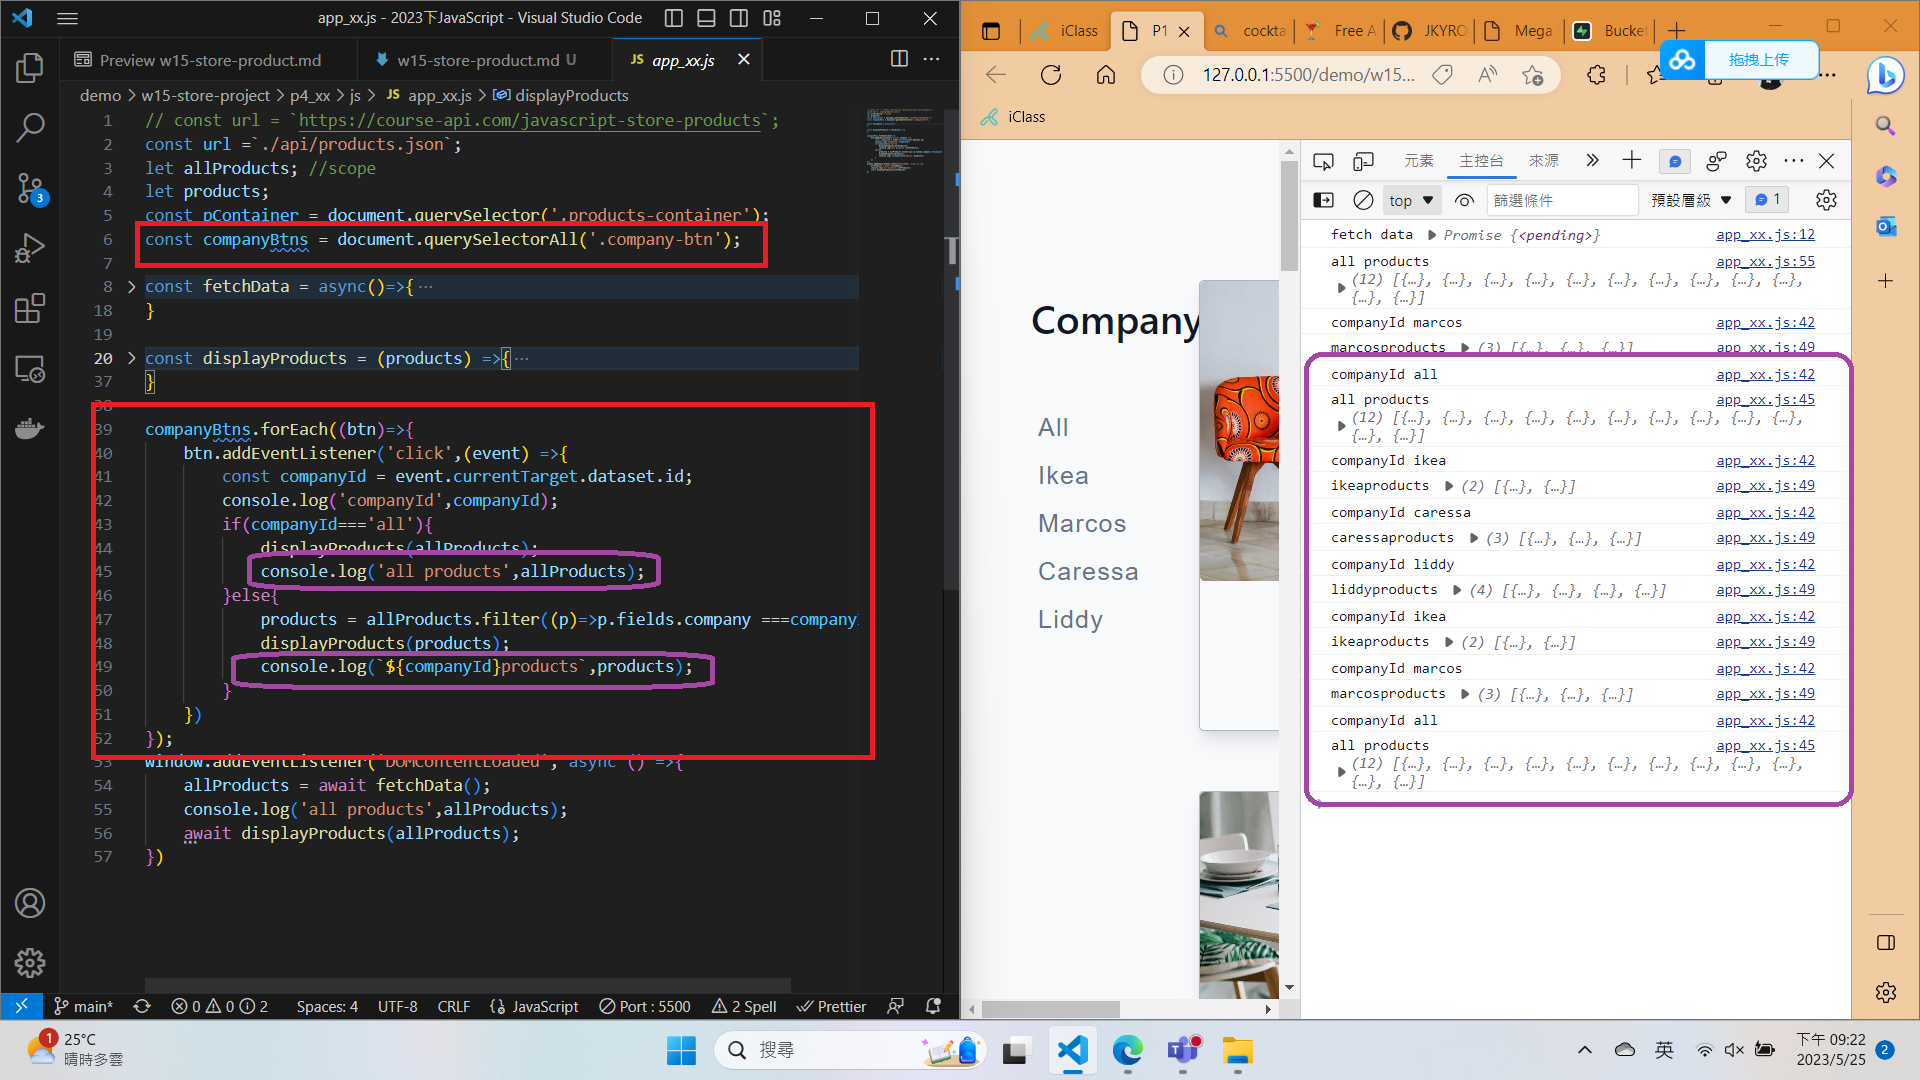 app_xx.js - 2023下JavaScript - Visual Studio Code
Preview w15-store-product.md
w15-store-product.md U
JS app_xx.js
demo > w15-store-project > p4_xx > js > JS app_xx.js > displayProducts
1 // const url = `https://course-api.com/javascript-store-products`;
2 const url =`./api/products.json`;
3 let allProducts; //scope
4 let products;
5 const pContainer = document.querySelector('.products-container');
6 const companyBtns = document.querySelectorAll('.company-btn');
7
8 const fetchData = async()=>{ ···
18 }
19
20 const displayProducts = (products) =>{ ···
37 }
38
39 companyBtns.forEach((btn)=>{
40 btn.addEventListener('click',(event) =>{
41 const companyId = event.currentTarget.dataset.id;
42 console.log('companyId',companyId);
43 if(companyId==='all'){
44 displayProducts(allProducts);
45 console.log('all products',allProducts);
46 }else{
47 products = allProducts.filter((p)=>p.fields.company ===companyI
48 displayProducts(products);
49 console.log(`${companyId}products`,products);
50 }
51 })
52 });
53 window.addEventListener('DOMContentLoaded', async () =>{
54 allProducts = await fetchData();
55 console.log('all products',allProducts);
56 await displayProducts(allProducts);
57 })
3
main* 0 0 2 Spaces: 4 UTF-8 CRLF JavaScript Port : 5500 2 Spell Prettier
iClass
P1
cockta
Free A
JKYRO
Mega
Bucket
拖拽上传
127.0.0.1:5500/demo/w15...
iClass
Company
All
Ikea
Marcos
Caressa
Liddy
元素 主控台 來源
top 篩選條件 預設層級 1
fetch data Promise {<pending>} app_xx.js:12
all products app_xx.js:55
(12) [{…}, {…}, {…}, {…}, {…}, {…}, {…}, {…}, {…}, {…},
{…}, {…}]
companyId marcos app_xx.js:42
marcosproducts (3) [{…}, {…}, {…}] app_xx.js:49
companyId all app_xx.js:42
all products app_xx.js:45
(12) [{…}, {…}, {…}, {…}, {…}, {…}, {…}, {…}, {…}, {…},
{…}, {…}]
companyId ikea app_xx.js:42
ikeaproducts (2) [{…}, {…}] app_xx.js:49
companyId caressa app_xx.js:42
caressaproducts (3) [{…}, {…}, {…}] app_xx.js:49
companyId liddy app_xx.js:42
liddyproducts (4) [{…}, {…}, {…}, {…}] app_xx.js:49
companyId ikea app_xx.js:42
ikeaproducts (2) [{…}, {…}] app_xx.js:49
companyId marcos app_xx.js:42
marcosproducts (3) [{…}, {…}, {…}] app_xx.js:49
companyId all app_xx.js:42
all products app_xx.js:45
(12) [{…}, {…}, {…}, {…}, {…}, {…}, {…}, {…}, {…}, {…},
{…}, {…}]
1
25°C
晴時多雲
搜尋
英
下午 09:22
2023/5/25
2